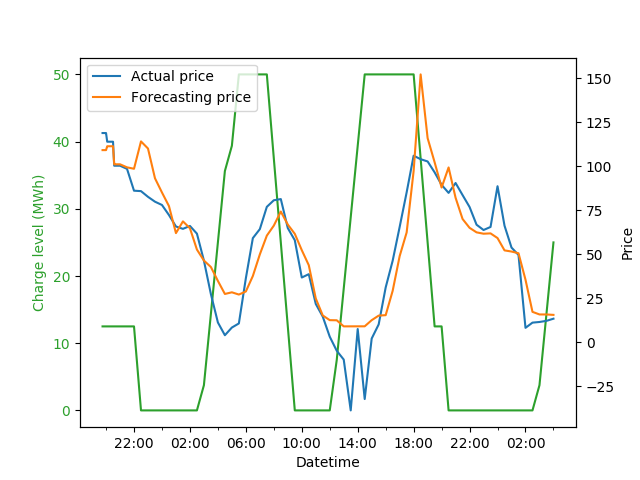 Actual price
Forecasting price
50
40
30
20
10
0
Charge level (MWh)
150
125
100
75
50
25
0
−25
Price
22:00 02:00 06:00 10:00 14:00 18:00 22:00 02:00
Datetime